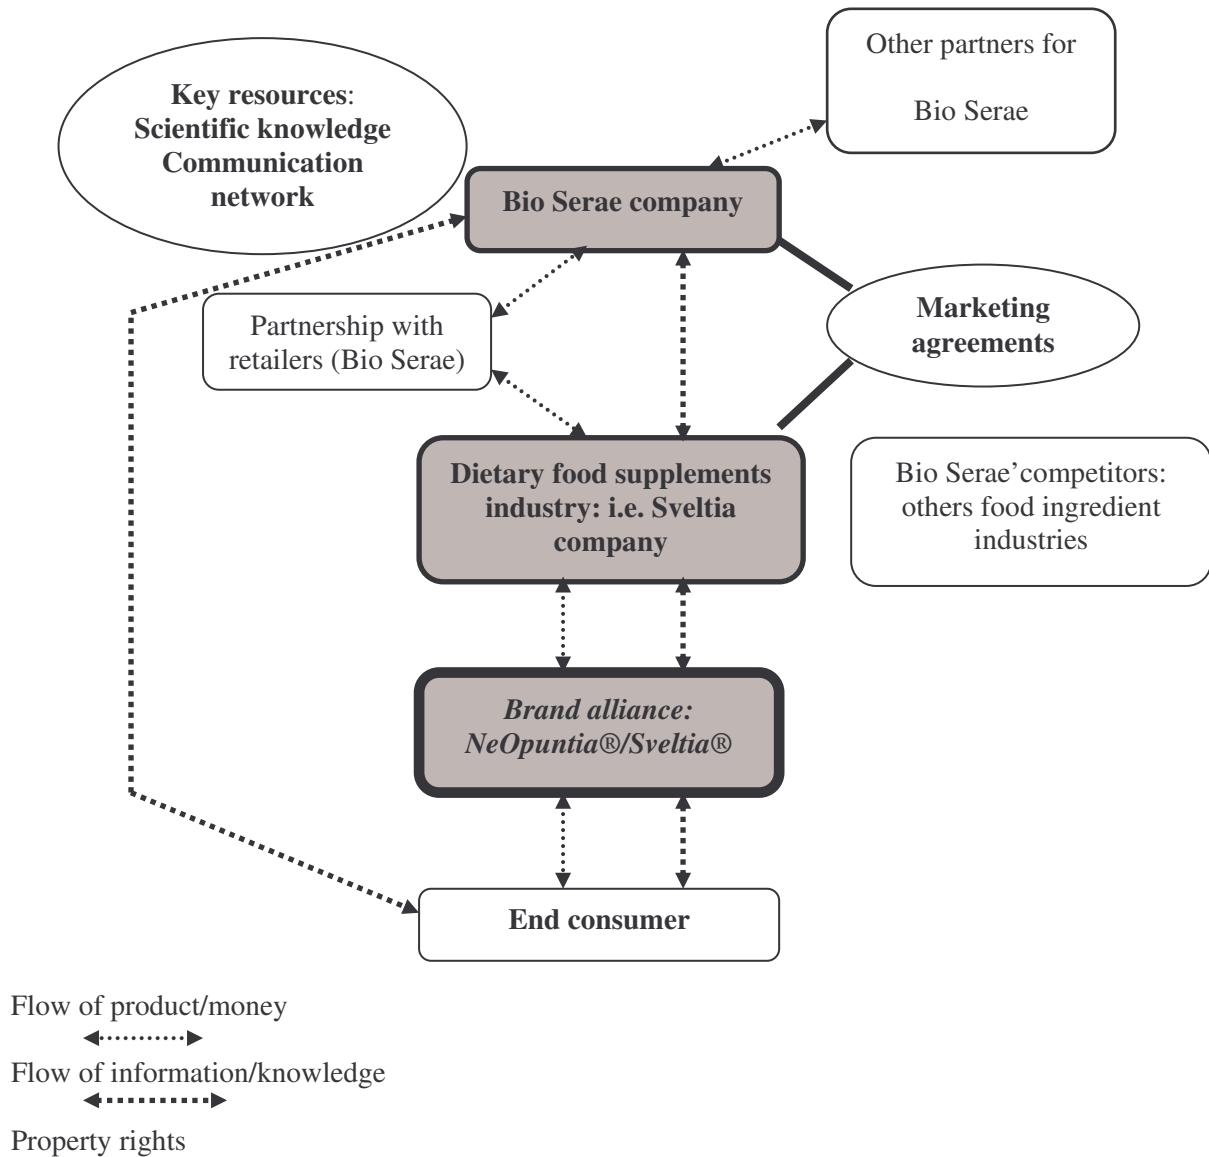 Other partners for
Bio Serae
Key resources:
Scientific knowledge
Communication
network
Bio Serae company
Partnership with
retailers (Bio Serae)
Marketing
agreements
Dietary food supplements
industry: i.e. Sveltia
company
Bio Serae’competitors:
others food ingredient
industries
Brand alliance:
NeOpuntia®/Sveltia®
End consumer
Flow of product/money
Flow of information/knowledge
Property rights